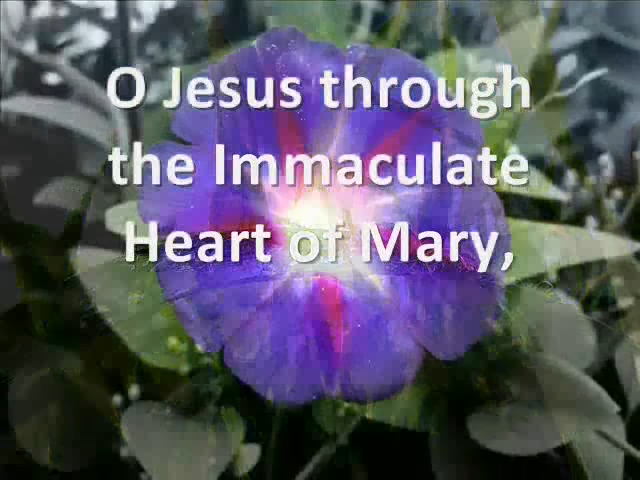 O Jesus through
the Immaculate
Heart of Mary,